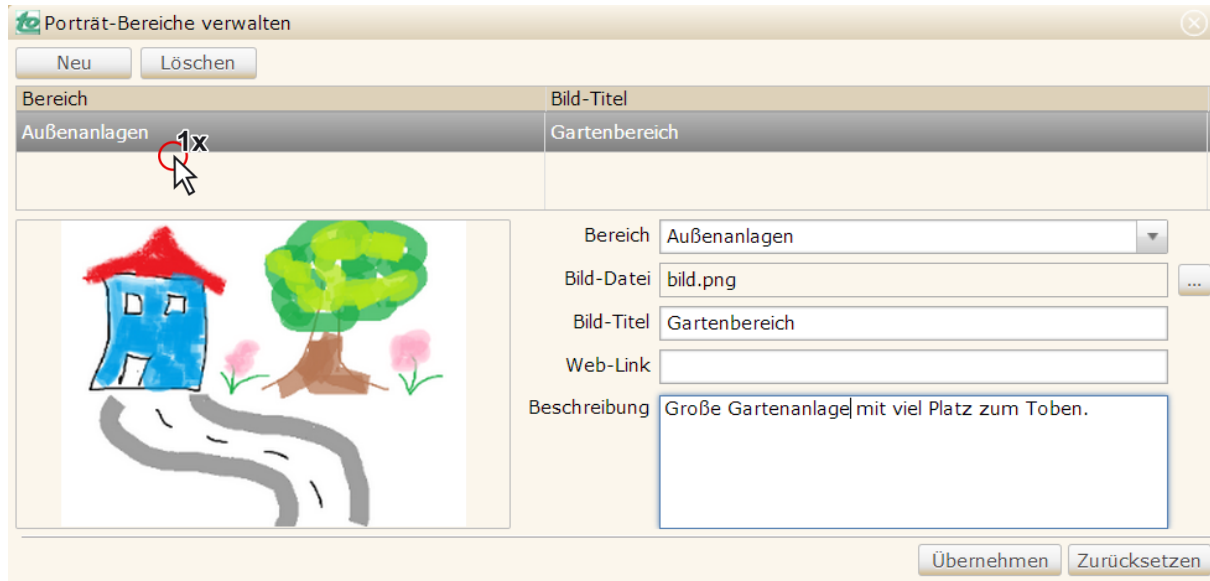 te Porträt-Bereiche verwalten
Neu Löschen
Bereich Bild-Titel
Außenanlagen 1x Gartenbereich
Bereich Außenanlagen
Bild-Datei bild.png ...
Bild-Titel Gartenbereich
Web-Link
Beschreibung Große Gartenanlage mit viel Platz zum Toben.
Übernehmen Zurücksetzen